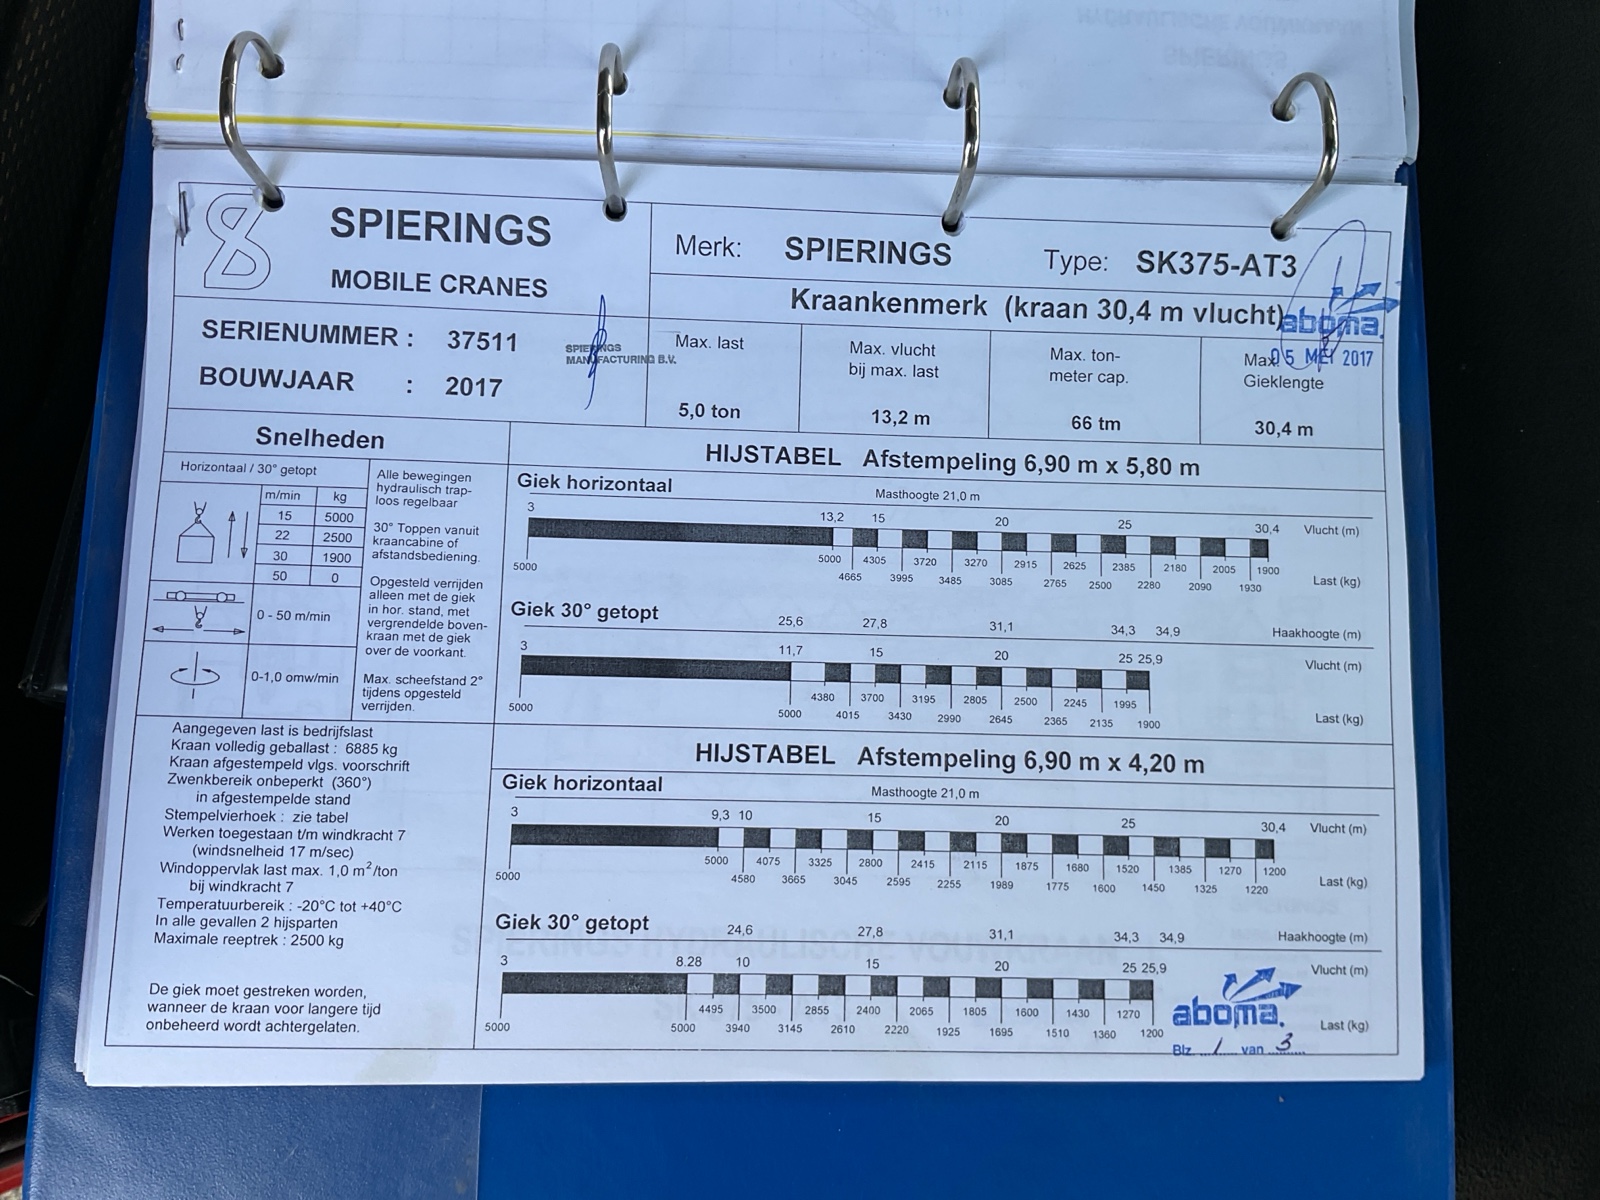 SPIERINGS
MOBILE CRANES
Merk: SPIERINGS Type: SK375-AT3
Kraankenmerk (kraan 30,4 m vlucht)
aboma.
05 MEI 2017
SERIENUMMER : 37511
BOUWJAAR : 2017
SPIERINGS
MANUFACTURING B.V.
Max. last
5,0 ton
Max. vlucht
bij max. last
13,2 m
Max. ton-
meter cap.
66 tm
Max.
Gieklengte
30,4 m
Snelheden
Horizontaal / 30° getopt
m/min kg
15 5000
22 2500
30 1900
50 0
0 - 50 m/min
0-1,0 omw/min
Alle bewegingen
hydraulisch trap-
loos regelbaar
30° Toppen vanuit
kraancabine of
afstandsbediening.
Opgesteld verrijden
alleen met de giek
in hor. stand, met
vergrendelde boven-
kraan met de giek
over de voorkant.
Max. scheefstand 2°
tijdens opgesteld
verrijden.
Aangegeven last is bedrijfslast
Kraan volledig geballast : 6885 kg
Kraan afgestempeld vlgs. voorschrift
Zwenkbereik onbeperkt (360°)
in afgestempelde stand
Stempelvierhoek : zie tabel
Werken toegestaan t/m windkracht 7
(windsnelheid 17 m/sec)
Windoppervlak last max. 1,0 m²/ton
bij windkracht 7
Temperatuurbereik : -20°C tot +40°C
In alle gevallen 2 hijsparten
Maximale reeptrek : 2500 kg
De giek moet gestreken worden,
wanneer de kraan voor langere tijd
onbeheerd wordt achtergelaten.
HIJSTABEL Afstempeling 6,90 m x 5,80 m
Giek horizontaal
Masthoogte 21,0 m
3 13,2 15 20 25 30,4 Vlucht (m)
5000 5000 4305 3720 3270 2915 2625 2385 2180 2005 1900
4665 3995 3485 3085 2765 2500 2280 2090 1930 Last (kg)
Giek 30° getopt
25,6 27,8 31,1 34,3 34,9 Haakhoogte (m)
3 11,7 15 20 25 25,9 Vlucht (m)
4380 3700 3195 2805 2500 2245 1995
5000 5000 4015 3430 2990 2645 2365 2135 1900 Last (kg)
HIJSTABEL Afstempeling 6,90 m x 4,20 m
Giek horizontaal
Masthoogte 21,0 m
3 9,3 10 15 20 25 30,4 Vlucht (m)
5000 5000 4075 3325 2800 2415 2115 1875 1680 1520 1385 1270 1200
4580 3665 3045 2595 2255 1989 1775 1600 1450 1325 1220 Last (kg)
Giek 30° getopt
24,6 27,8 31,1 34,3 34,9 Haakhoogte (m)
3 8.28 10 15 20 25 25,9 Vlucht (m)
4495 3500 2855 2400 2065 1805 1600 1430 1270
5000 5000 3940 3145 2610 2220 1925 1695 1510 1360 1200 Last (kg)
aboma.
Blz 1 van 3